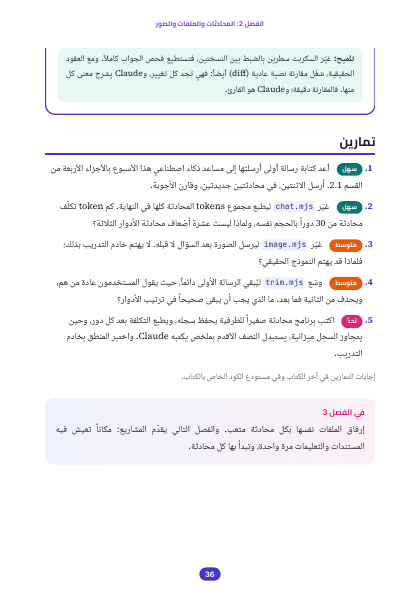 الفصل 2: المحادثات والملفات والصور
تلميح: غيّر السكربت سطرين بالضبط بين النسختين، فتستطيع فحص الجواب كاملاً. ومع العقود
الحقيقية، شغّل مقارنة نصية عادية (diff) أيضاً: فهي تجد كل تغيير، وClaude يشرح معنى كل
منها. فالمقارنة دقيقة؛ وClaude هو القارئ.
تمارين
1. سهل أعد كتابة رسالة أولى أرسلتها إلى مساعد ذكاء اصطناعي هذا الأسبوع بالأجزاء الأربعة من
القسم 2.1. أرسل الاثنتين، في محادثتين جديدتين، وقارن الأجوبة.
2. سهل غيّر chat.mjs ليطبع مجموع tokens المحادثة كلها في النهاية. كم token تكلّف
محادثة من 30 دوراً بالحجم نفسه، ولماذا ليست عشرة أضعاف محادثة الأدوار الثلاثة؟
3. متوسط غيّر image.mjs ليرسل الصورة بعد السؤال لا قبله. لا يهتم خادم التدريب بذلك؛
فلماذا قد يهتم النموذج الحقيقي؟
4. متوسط وسّع trim.mjs ليُبقي الرسالة الأولى دائماً، حيث يقول المستخدمون عادة من هم،
ويحذف من الثانية فما بعد. ما الذي يجب أن يبقى صحيحاً في ترتيب الأدوار؟
5. تحدٍّ اكتب برنامج محادثة صغيراً للطرفية يحفظ سجله، ويطبع التكلفة بعد كل دور، وحين
يتجاوز السجل ميزانية، يستبدل النصف الأقدم بملخص يكتبه Claude. واختبر المنطق بخادم
التدريب.
إجابات التمارين في آخر الكتاب وفي مستودع الكود الخاص بالكتاب.
في الفصل 3
إرفاق الملفات نفسها بكل محادثة متعب. والفصل التالي يقدّم المشاريع: مكاناً تعيش فيه
المستندات والتعليمات مرة واحدة، وتبدأ بها كل محادثة.
36